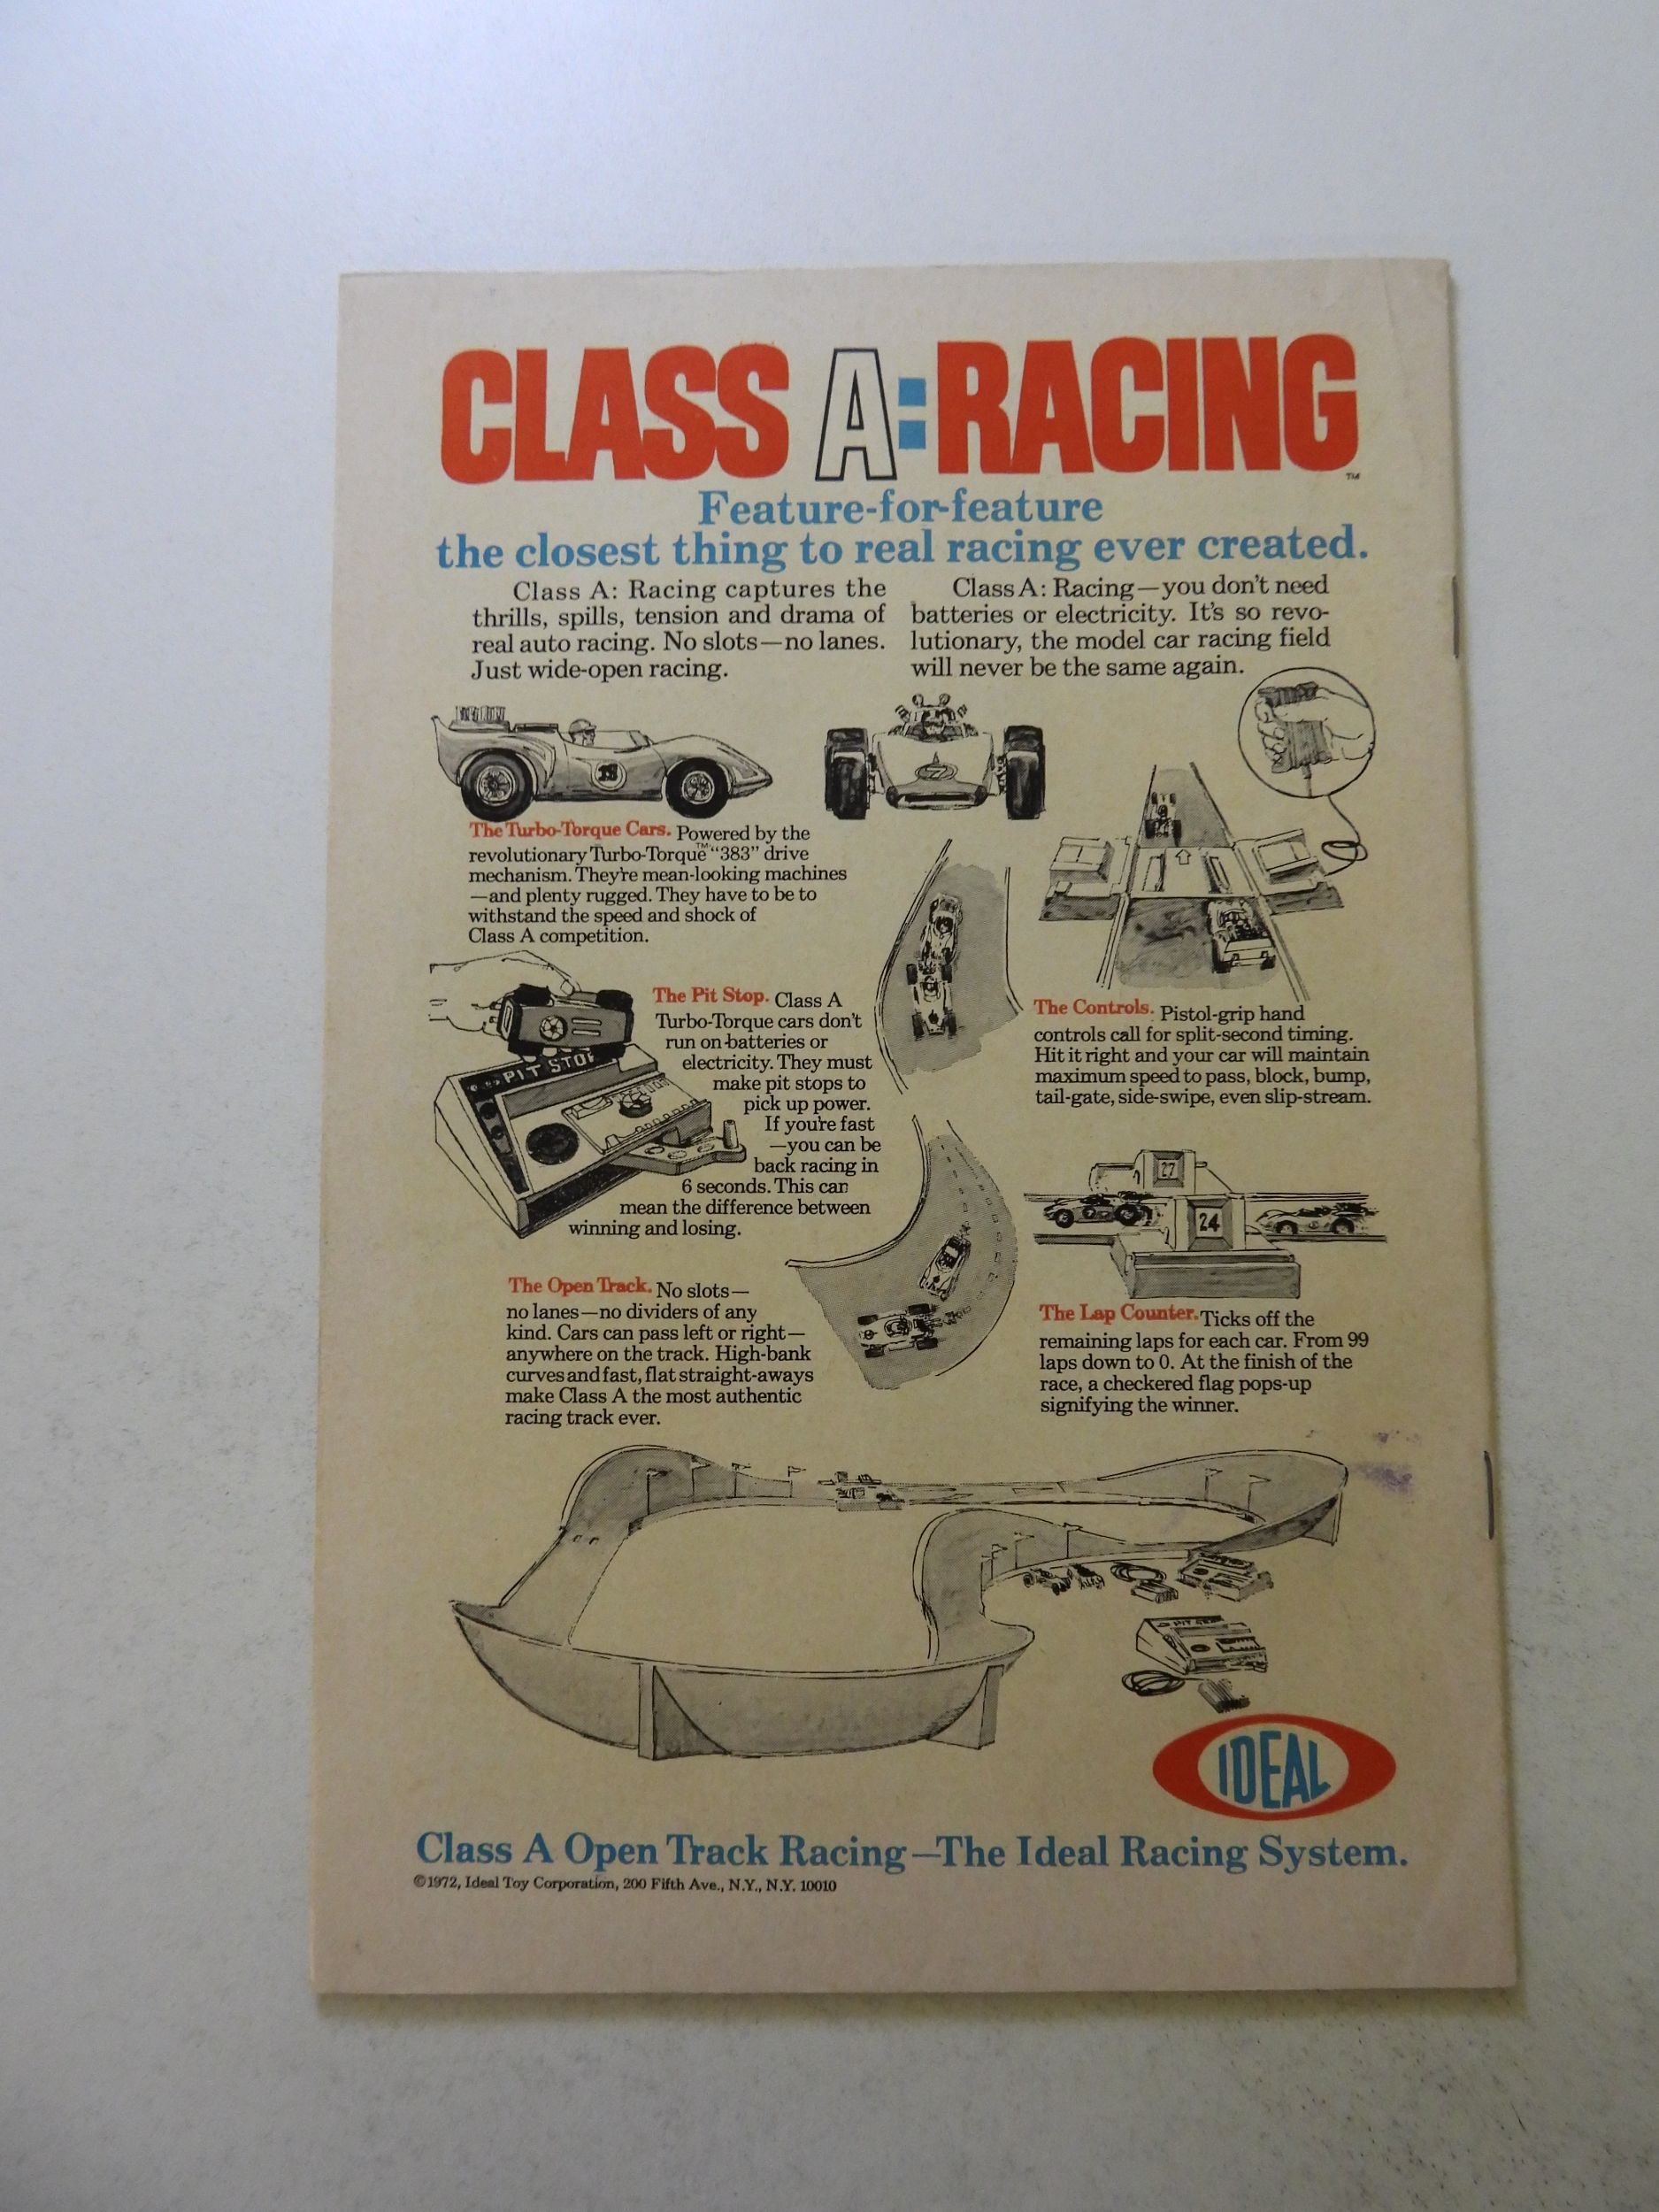 CLASS A: RACING
™
Feature-for-feature
the closest thing to real racing ever created.
Class A: Racing captures the
thrills, spills, tension and drama of
real auto racing. No slots—no lanes.
Just wide-open racing.
Class A: Racing—you don't need
batteries or electricity. It's so revo-
lutionary, the model car racing field
will never be the same again.
The Turbo-Torque Cars. Powered by the
revolutionary Turbo-Torque™ "383" drive
mechanism. They're mean-looking machines
—and plenty rugged. They have to be to
withstand the speed and shock of
Class A competition.
PIT STOP
The Pit Stop. Class A
Turbo-Torque cars don't
run on batteries or
electricity. They must
make pit stops to
pick up power.
If you're fast
—you can be
back racing in
6 seconds. This can
mean the difference between
winning and losing.
The Controls. Pistol-grip hand
controls call for split-second timing.
Hit it right and your car will maintain
maximum speed to pass, block, bump,
tail-gate, side-swipe, even slip-stream.
27
24
The Open Track. No slots—
no lanes—no dividers of any
kind. Cars can pass left or right—
anywhere on the track. High-bank
curves and fast, flat straight-aways
make Class A the most authentic
racing track ever.
The Lap Counter. Ticks off the
remaining laps for each car. From 99
laps down to 0. At the finish of the
race, a checkered flag pops-up
signifying the winner.
IDEAL
Class A Open Track Racing—The Ideal Racing System.
©1972, Ideal Toy Corporation, 200 Fifth Ave., N.Y., N.Y. 10010